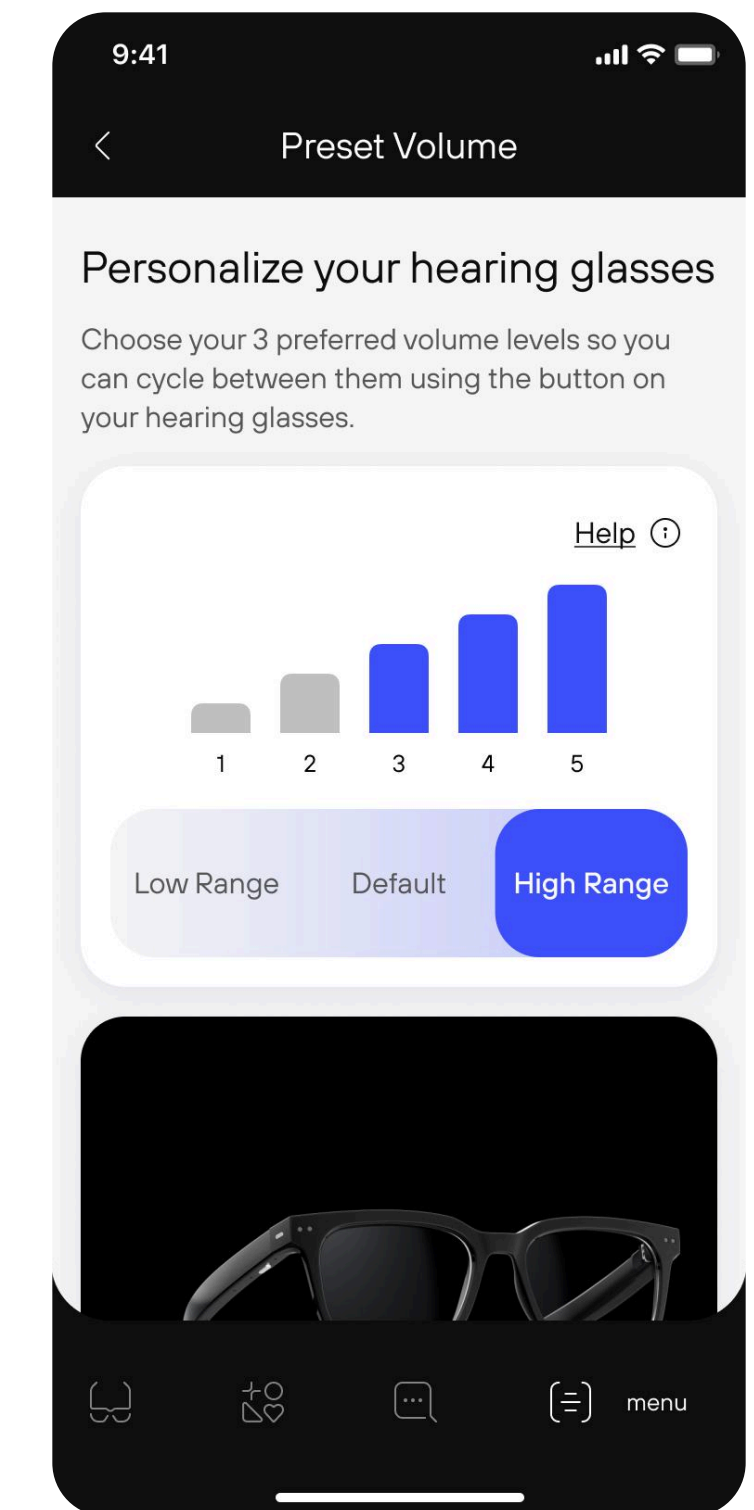 9:41
Preset Volume
Personalize your hearing glasses
Choose your 3 preferred volume levels so you
can cycle between them using the button on
your hearing glasses.
Help
1 2 3 4 5
Low Range Default High Range
menu